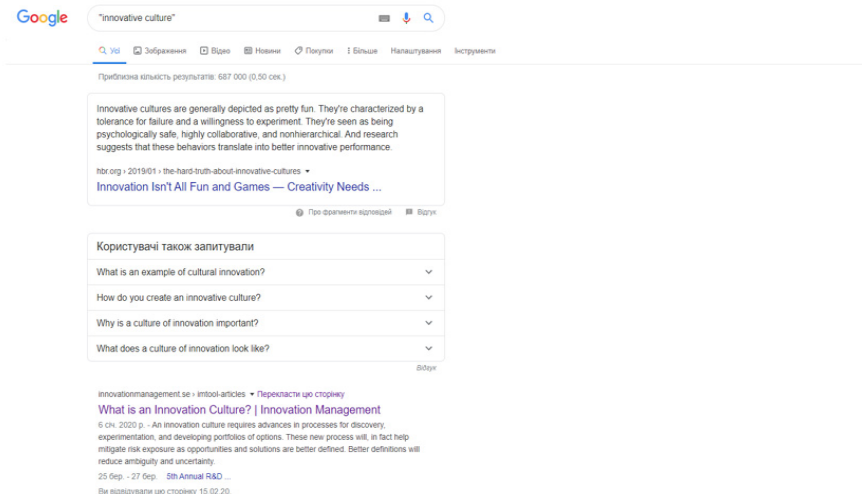 Google
"innovative culture"
Усі Зображення Відео Новини Покупки Більше Налаштування Інструменти
Приблизна кількість результатів: 687 000 (0,50 сек.)
Innovative cultures are generally depicted as pretty fun. They're characterized by a
tolerance for failure and a willingness to experiment. They're seen as being
psychologically safe, highly collaborative, and nonhierarchical. And research
suggests that these behaviors translate into better innovative performance.
hbr.org › 2019/01 › the-hard-truth-about-innovative-cultures
Innovation Isn't All Fun and Games — Creativity Needs ...
Про фрагменти відповідей Відгук
Користувачі також запитували
What is an example of cultural innovation?
How do you create an innovative culture?
Why is a culture of innovation important?
What does a culture of innovation look like?
Відгук
innovationmanagement.se › imtool-articles Перекласти цю сторінку
What is an Innovation Culture? | Innovation Management
6 січ. 2020 р. - An innovation culture requires advances in processes for discovery,
experimentation, and developing portfolios of options. These new process will, in fact help
mitigate risk exposure as opportunities and solutions are better defined. Better definitions will
reduce ambiguity and uncertainty.
25 бер. - 27 бер. 5th Annual R&D ...
Ви відвідували цю сторінку 15.02.20.